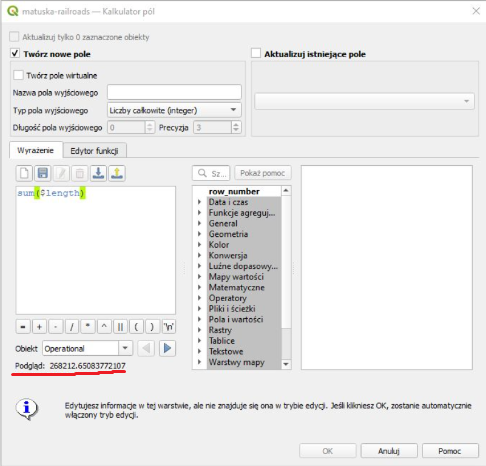 matuska-railroads — Kalkulator pól
Aktualizuj tylko 0 zaznaczone obiekty
Twórz nowe pole
Aktualizuj istniejące pole
Twórz pole wirtualne
Nazwa pola wyjściowego
Typ pola wyjściowego Liczby całkowite (integer)
Długość pola wyjściowego 0 Precyzja 3
Wyrażenie Edytor funkcji
Sz... Pokaż pomoc
sum($length)
row_number
Data i czas
Funkcje agreguj...
General
Geometria
Kolor
Konwersja
Luźne dopasowy...
Mapy wartości
Matematyczne
Operatory
Pliki i ścieżki
Pola i wartości
Rastry
Tablice
Tekstowe
Warstwy mapy
= + - / * ^ || ( ) '\n'
Obiekt Operational
Podgląd: 268212.65083772107
Edytujesz informacje w tej warstwie, ale nie znajduje się ona w trybie edycji. Jeśli klikniesz OK, zostanie automatycznie
włączony tryb edycji.
OK Anuluj Pomoc